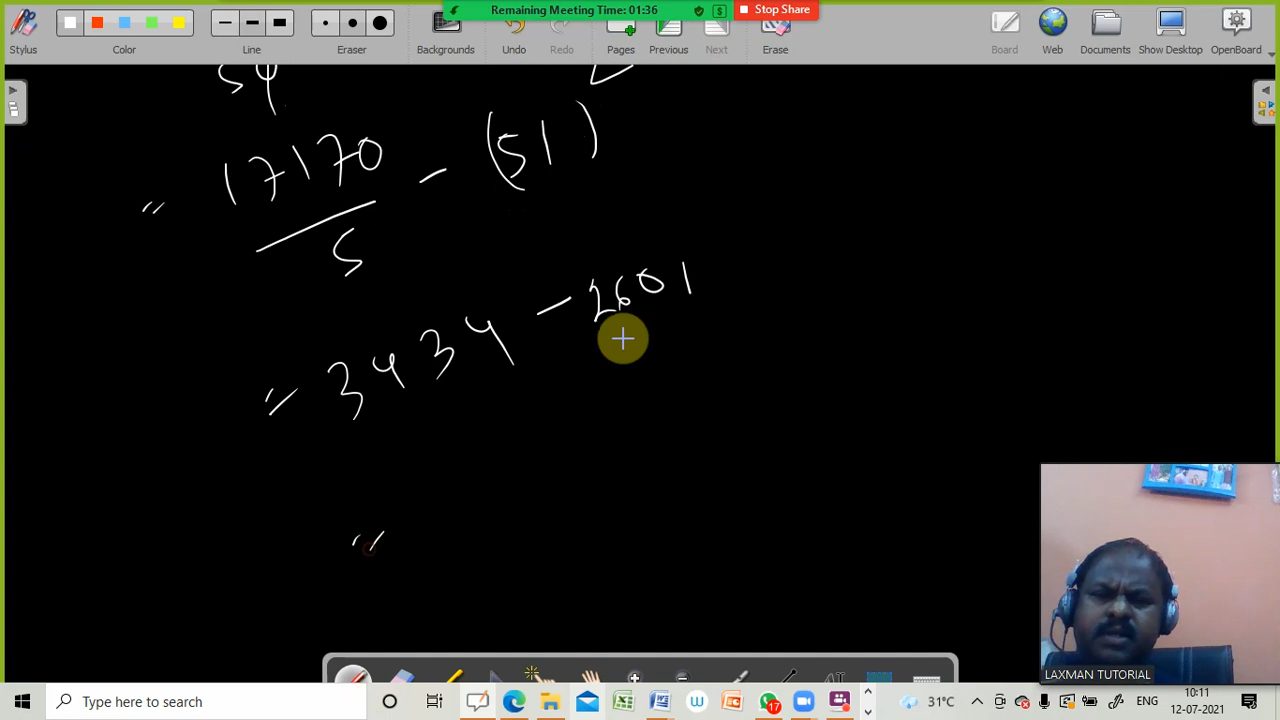 Remaining Meeting Time: 01:36
Stop Share
Stylus
Color
Line
Eraser
Backgrounds
Undo
Redo
Pages
Previous
Next
Erase
Board
Web
Documents
Show Desktop
OpenBoard
54
= 17170/5 - (51)
= 3434 - 2601
=
LAXMAN TUTORIAL
Type here to search
17
31°C
ENG
10:11
12-07-2021